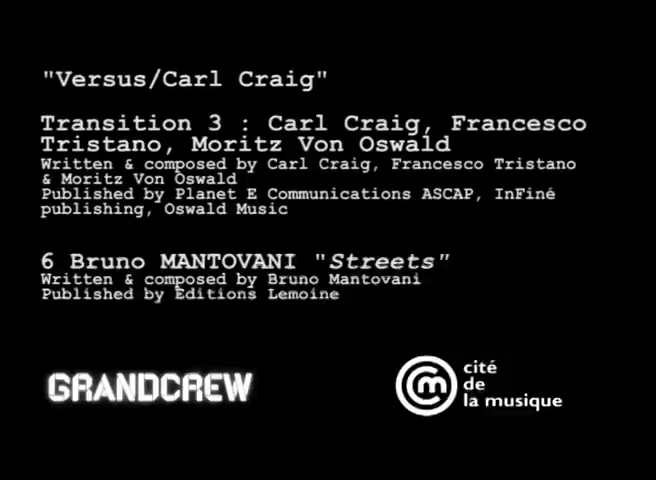 "Versus/Carl Craig"
Transition 3 : Carl Craig, Francesco
Tristano, Moritz Von Oswald
Written & composed by Carl Craig, Francesco Tristano
& Moritz Von Oswald
Published by Planet E Communications ASCAP, InFiné
publishing, Oswald Music
6 Bruno MANTOVANI "Streets"
Written & composed by Bruno Mantovani
Published by Editions Lemoine
GRANDCREW
cité
de
la musique